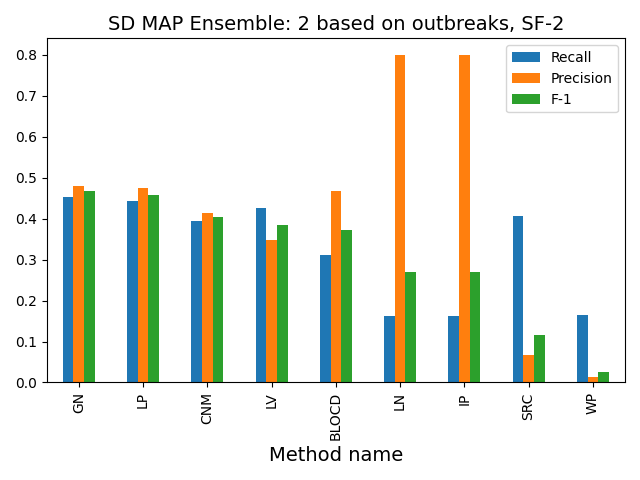 SD MAP Ensemble: 2 based on outbreaks, SF-2
Recall
Precision
F-1
0.8
0.7
0.6
0.5
0.4
0.3
0.2
0.1
0.0
GN
LP
CNM
LV
BLOCD
LN
IP
SRC
WP
Method name